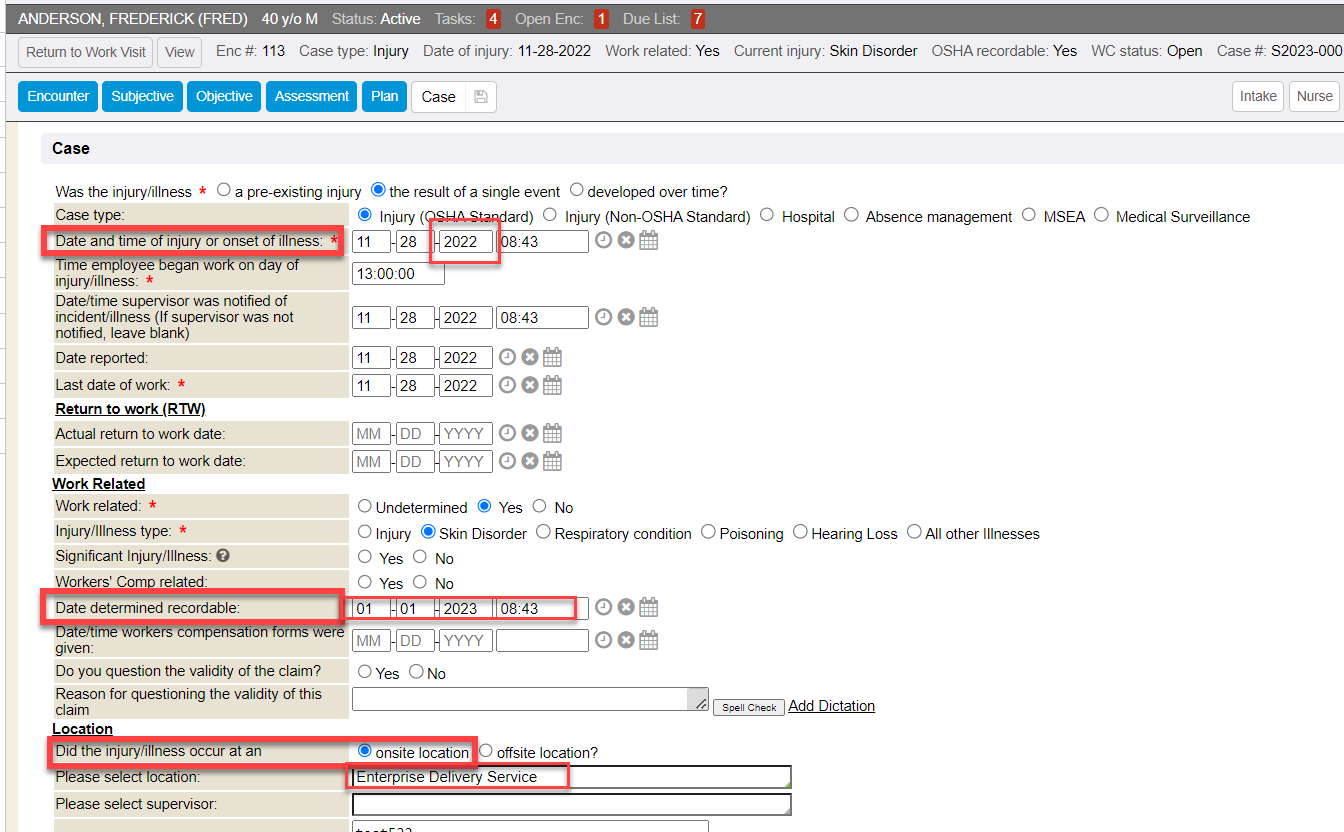 ANDERSON, FREDERICK (FRED) 40 y/o M Status: Active Tasks: 4 Open Enc: 1 Due List: 7
Return to Work Visit View Enc #: 113 Case type: Injury Date of injury: 11-28-2022 Work related: Yes Current injury: Skin Disorder OSHA recordable: Yes WC status: Open Case #: S2023-000
Encounter Subjective Objective Assessment Plan Case Intake Nurse
Case
Was the injury/illness * a pre-existing injury the result of a single event developed over time?
Case type: Injury (OSHA Standard) Injury (Non-OSHA Standard) Hospital Absence management MSEA Medical Surveillance
Date and time of injury or onset of illness: * 11 - 28 - 2022 08:43
Time employee began work on day of
injury/illness: * 13:00:00
Date/time supervisor was notified of
incident/illness (If supervisor was not 11 - 28 - 2022 08:43
notified, leave blank)
Date reported: 11 - 28 - 2022
Last date of work: * 11 - 28 - 2022
Return to work (RTW)
Actual return to work date: MM - DD - YYYY
Expected return to work date: MM - DD - YYYY
Work Related
Work related: * Undetermined Yes No
Injury/Illness type: * Injury Skin Disorder Respiratory condition Poisoning Hearing Loss All other Illnesses
Significant Injury/Illness: ? Yes No
Workers' Comp related: Yes No
Date determined recordable: 01 - 01 - 2023 08:43
Date/time workers compensation forms were MM - DD - YYYY
given:
Do you question the validity of the claim? Yes No
Reason for questioning the validity of this
claim Spell Check Add Dictation
Location
Did the injury/illness occur at an onsite location offsite location?
Please select location: Enterprise Delivery Service
Please select supervisor: